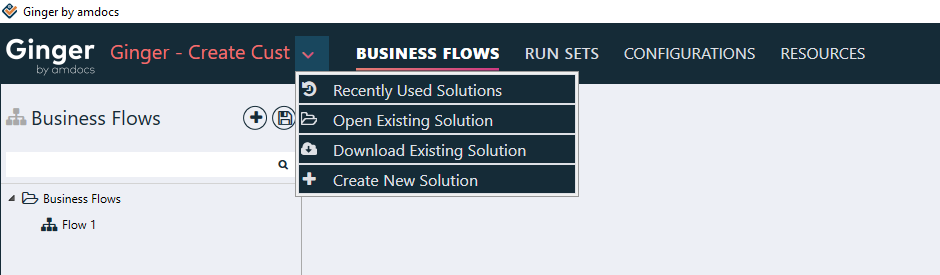 Ginger by amdocs
Ginger
by amdocs
Ginger - Create Cust
BUSINESS FLOWS
RUN SETS
CONFIGURATIONS
RESOURCES
Recently Used Solutions
Open Existing Solution
Download Existing Solution
Create New Solution
Business Flows
Business Flows
Flow 1